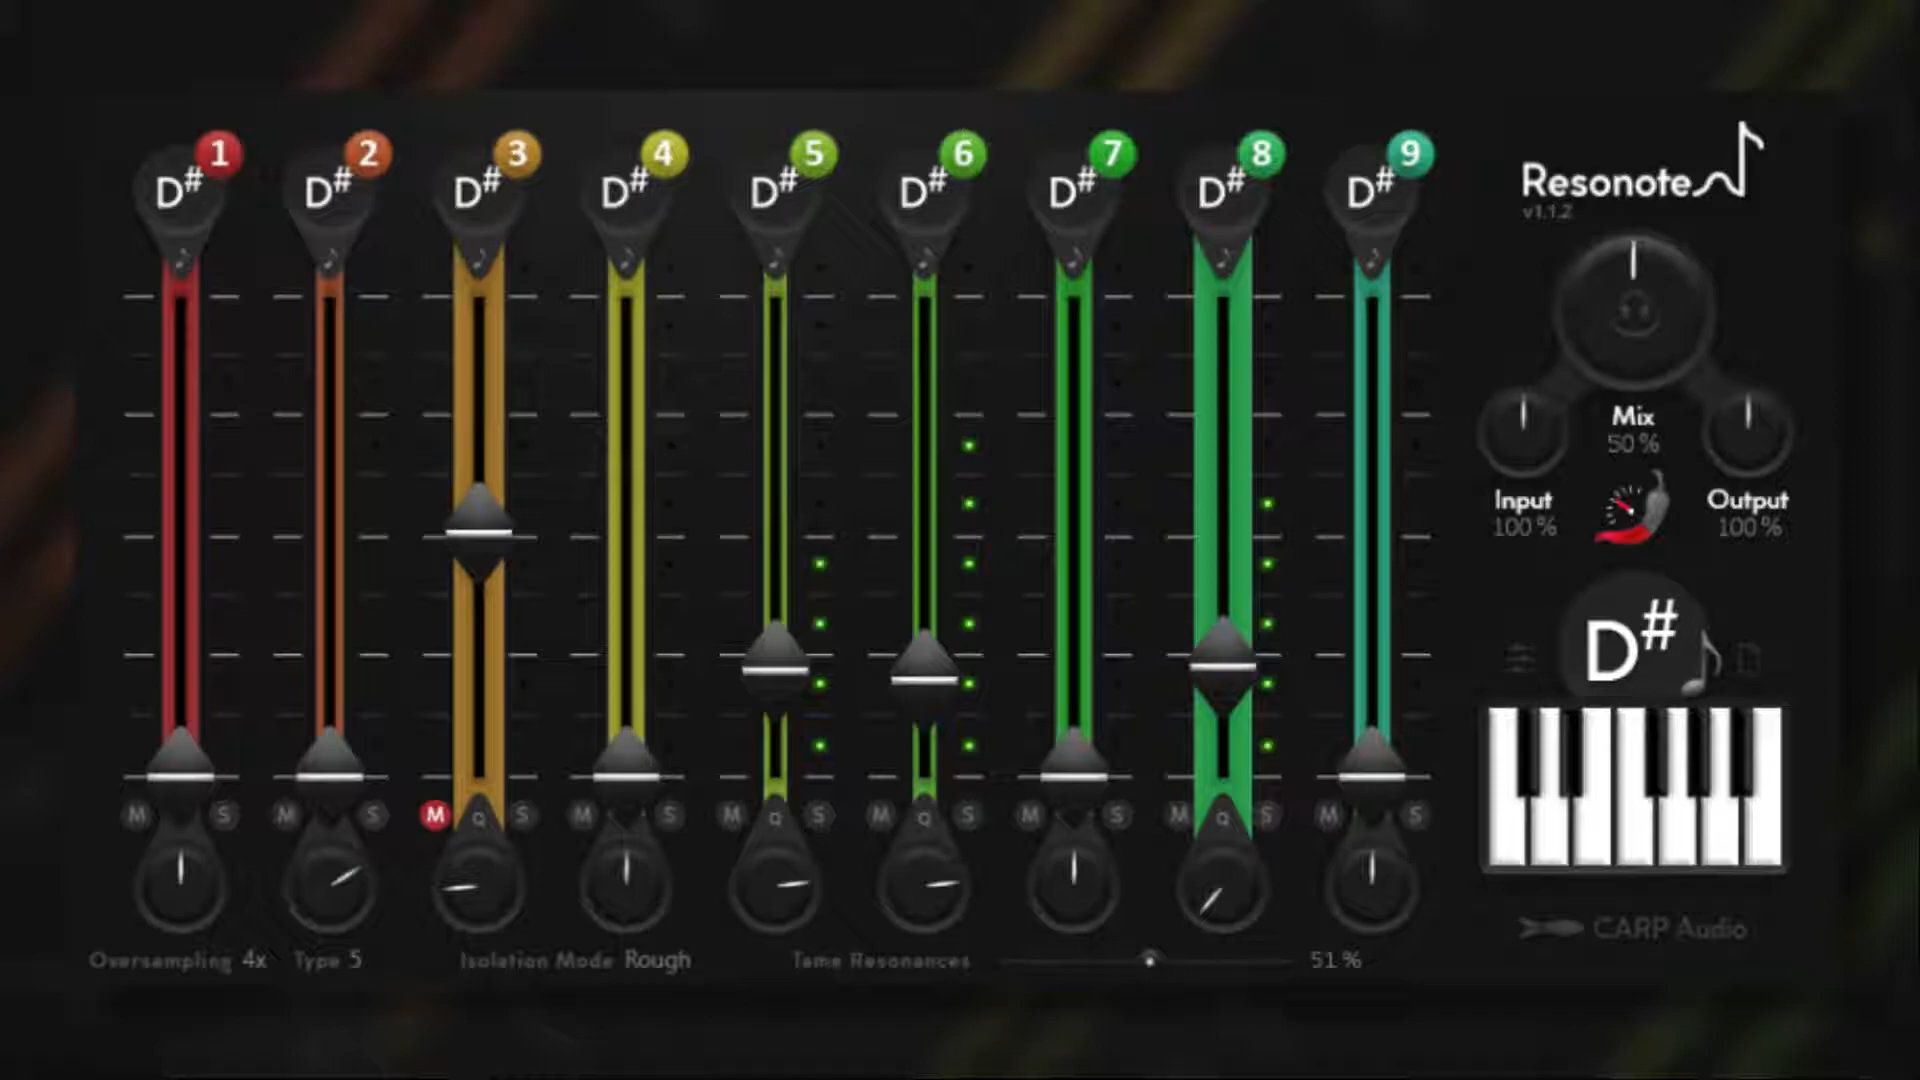 1 2 3 4 5 6 7 8 9
D# D# D# D# D# D# D# D# D#
Resonote
v1.1.2
Mix
50 %
Input
100 %
Output
100 %
D#
M S M S M Q S M S M Q S M Q S M S M Q S M S
CARP Audio
Oversampling 4x Type 5 Isolation Mode Rough Tame Resonances 51 %